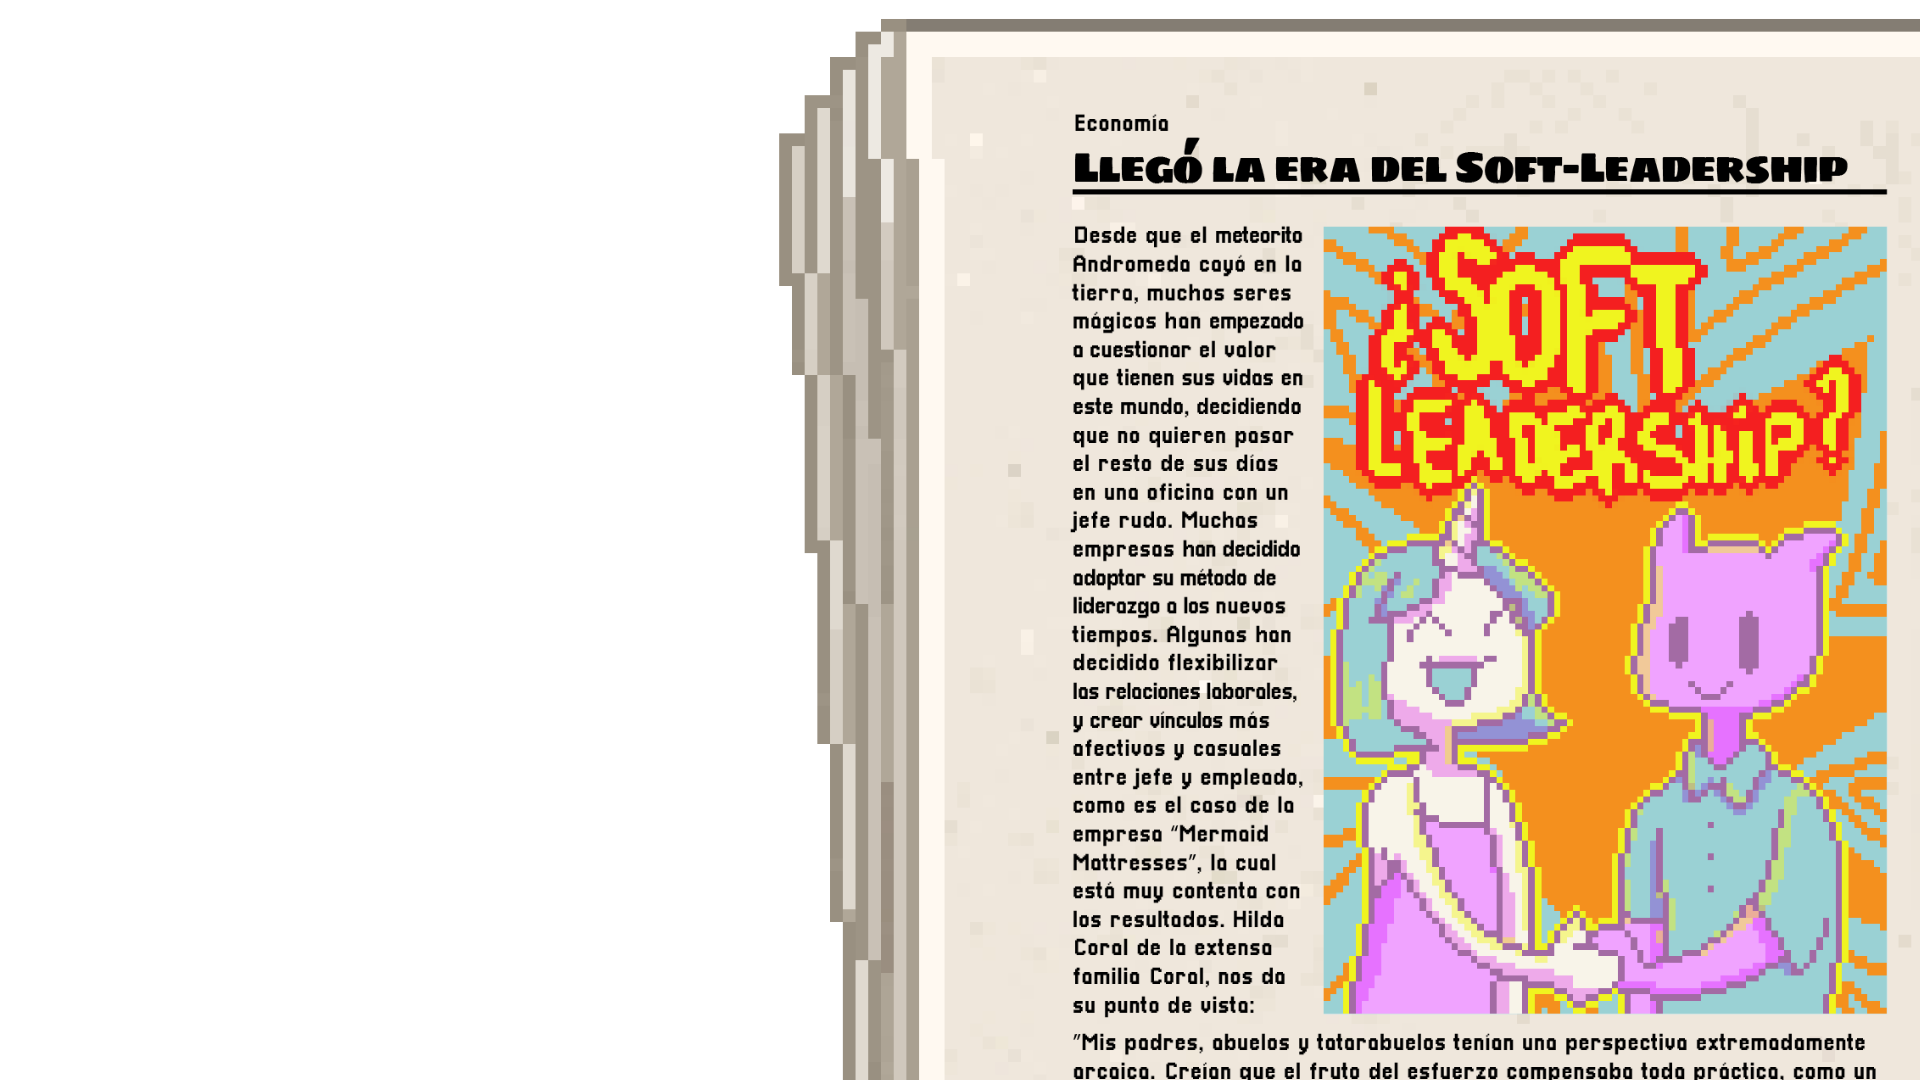 Economía
Llegó la era del Soft-Leadership
Desde que el meteorito
Andromeda cayó en la
tierra, muchos seres
mágicos han empezado
a cuestionar el valor
que tienen sus vidas en
este mundo, decidiendo
que no quieren pasar
el resto de sus días
en una oficina con un
jefe rudo. Muchas
empresas han decidido
adoptar su método de
liderazgo a los nuevos
tiempos. Algunas han
decidido flexibilizar
las relaciones laborales,
y crear vínculos más
afectivos y casuales
entre jefe y empleado,
como es el caso de la
empresa "Mermaid
Mattresses", la cual
está muy contenta con
los resultados. Hilda
Coral de la extensa
familia Coral, nos da
su punto de vista:
¿SOFT
LEADERSHIP?
"Mis padres, abuelos y tatarabuelos tenían una perspectiva extremadamente
arcaica. Creían que el fruto del esfuerzo compensaba toda práctica, como un